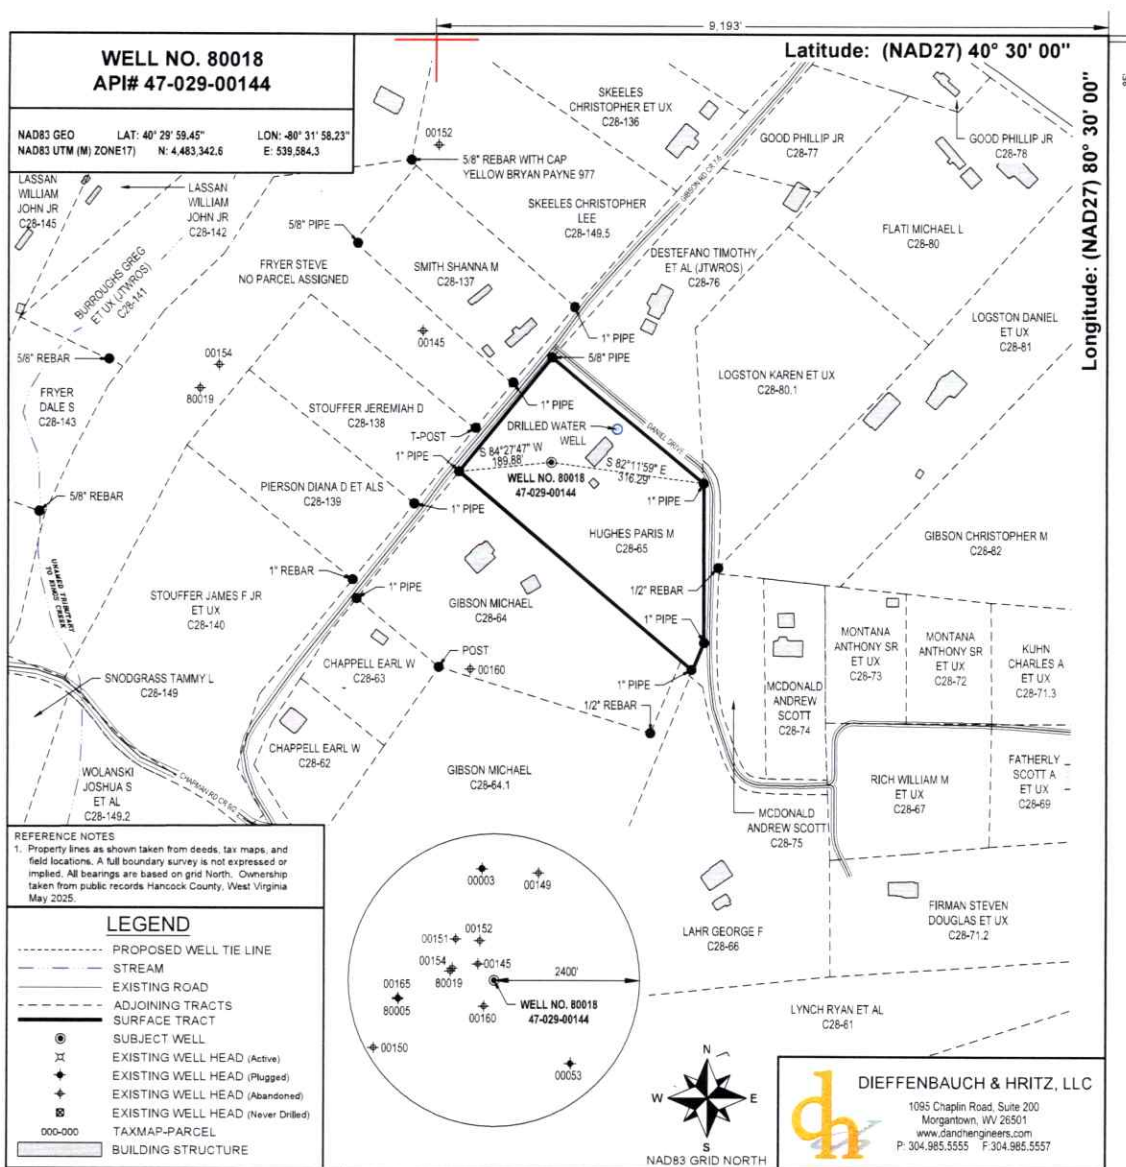 9,193'
WELL NO. 80018
API# 47-029-00144
NAD83 GEO LAT: 40° 29' 59.45" LON: -80° 31' 58.23"
NAD83 UTM (M) ZONE17) N: 4,483,342.6 E: 539,584,3
Latitude: (NAD27) 40° 30' 00"
Longitude: (NAD27) 80° 30' 00"
SKEELES
CHRISTOPHER ET UX
C28-136
GOOD PHILLIP JR
C28-77
GOOD PHILLIP JR
C28-78
00152
5/8" REBAR WITH CAP
YELLOW BRYAN PAYNE 977
GIBSON RD CR 1/6
LASSAN
WILLIAM
JOHN JR
C28-145
LASSAN
WILLIAM
JOHN JR
C28-142
SKEELES CHRISTOPHER
LEE
C28-149.5
5/8" PIPE
FLATI MICHAEL L
C28-80
BURROUGHS GREG
ET UX (JTWROS)
C28-141
FRYER STEVE
NO PARCEL ASSIGNED
SMITH SHANNA M
C28-137
DESTEFANO TIMOTHY
ET AL (JTWROS)
C28-76
LOGSTON DANIEL
ET UX
C28-81
1" PIPE
00145
5/8" PIPE
5/8" REBAR
00154
80019
LOGSTON KAREN ET UX
C28-80.1
FRYER
DALE S
C28-143
STOUFFER JEREMIAH D
C28-138
1" PIPE
T-POST
DRILLED WATER
WELL
DANIEL DRIVE
1" PIPE
S 84°27'47" W
189.88'
S 82°11'59" E
316.29'
WELL NO. 80018
47-029-00144
PIERSON DIANA D ET ALS
C28-139
5/8" REBAR
1" PIPE
1" PIPE
HUGHES PARIS M
C28-65
GIBSON CHRISTOPHER M
C28-82
UNAMED TRIBUTARY
TO KINGS CREEK
1" REBAR
1" PIPE
1/2" REBAR
STOUFFER JAMES F JR
ET UX
C28-140
GIBSON MICHAEL
C28-64
1" PIPE
MONTANA
ANTHONY SR
ET UX
C28-73
MONTANA
ANTHONY SR
ET UX
C28-72
KUHN
CHARLES A
ET UX
C28-71.3
POST
00160
CHAPPELL EARL W
C28-63
SNODGRASS TAMMY L
C28-149
1" PIPE
MCDONALD
ANDREW
SCOTT
C28-74
1/2" REBAR
CHAPPELL EARL W
C28-62
WOLANSKI
JOSHUA S
ET AL
C28-149.2
CHAPMAN RD CR 9/2
GIBSON MICHAEL
C28-64.1
RICH WILLIAM M
ET UX
C28-67
FATHERLY
SCOTT A
ET UX
C28-69
MCDONALD
ANDREW SCOTT
C28-75
REFERENCE NOTES
1. Property lines as shown taken from deeds, tax maps, and
field locations. A full boundary survey is not expressed or
implied. All bearings are based on grid North. Ownership
taken from public records Hancock County, West Virginia
May 2025.
00003
00149
00151
00152
00154
00145
80019
00165
80005
00160
00150
00053
2400'
WELL NO. 80018
47-029-00144
LAHR GEORGE F
C28-66
FIRMAN STEVEN
DOUGLAS ET UX
C28-71.2
LYNCH RYAN ET AL
C28-61
LEGEND
PROPOSED WELL TIE LINE
STREAM
EXISTING ROAD
ADJOINING TRACTS
SURFACE TRACT
SUBJECT WELL
EXISTING WELL HEAD (Active)
EXISTING WELL HEAD (Plugged)
EXISTING WELL HEAD (Abandoned)
EXISTING WELL HEAD (Never Drilled)
000-000 TAXMAP-PARCEL
BUILDING STRUCTURE
N
W E
S
NAD83 GRID NORTH
dh
DIEFFENBAUCH & HRITZ, LLC
1095 Chaplin Road, Suite 200
Morgantown, WV 26501
www.dandhengineers.com
P: 304.985.5555 F:304.985.5557